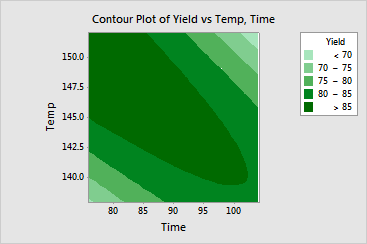 Contour Plot of Yield vs Temp, Time
Yield
< 70
70 – 75
75 – 80
80 – 85
> 85
Temp
150.0
147.5
145.0
142.5
140.0
80 85 90 95 100
Time